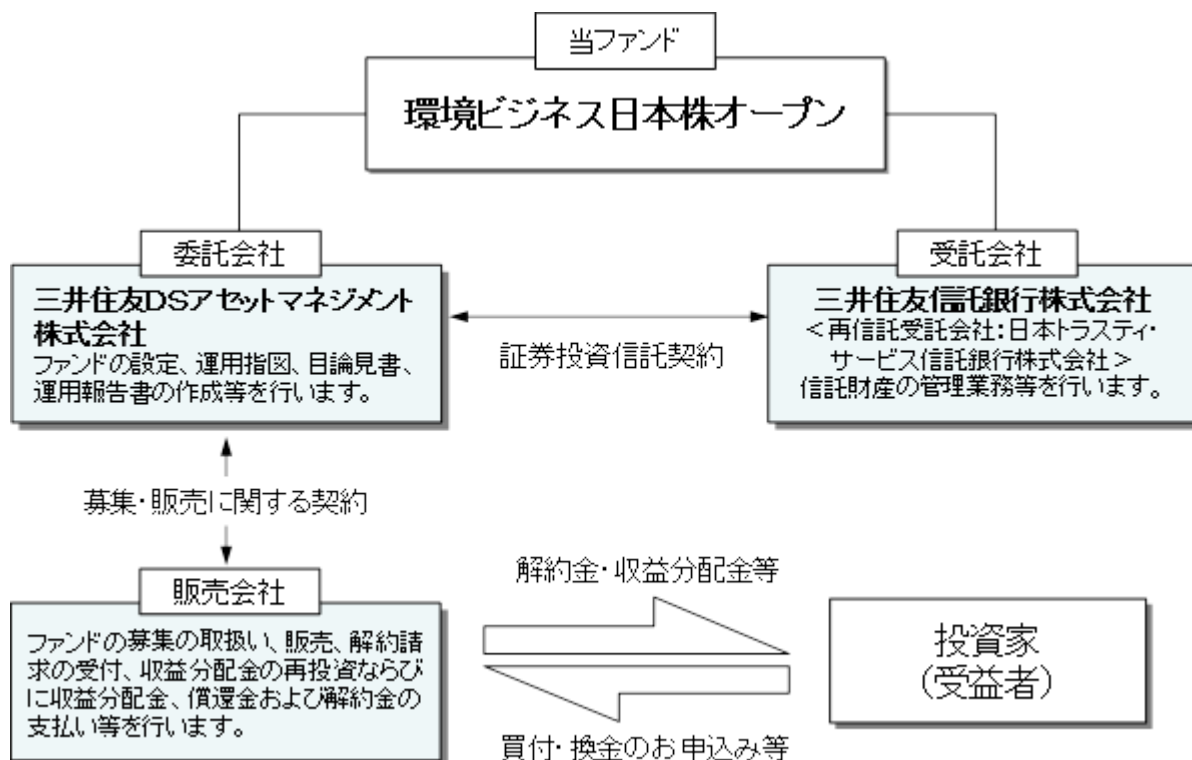 当ファンド
環境ビジネス日本株オープン
委託会社
三井住友DSアセットマネジメント
株式会社
ファンドの設定、運用指図、目論見書、
運用報告書の作成等を行います。
証券投資信託契約
受託会社
三井住友信託銀行株式会社
＜再信託受託会社：日本トラスティ・
サービス信託銀行株式会社＞
信託財産の管理業務等を行います。
募集・販売に関する契約
販売会社
ファンドの募集の取扱い、販売、解約請
求の受付、収益分配金の再投資ならび
に収益分配金、償還金および解約金の
支払い等を行います。
解約金・収益分配金等
買付・換金のお申込み等
投資家
（受益者）